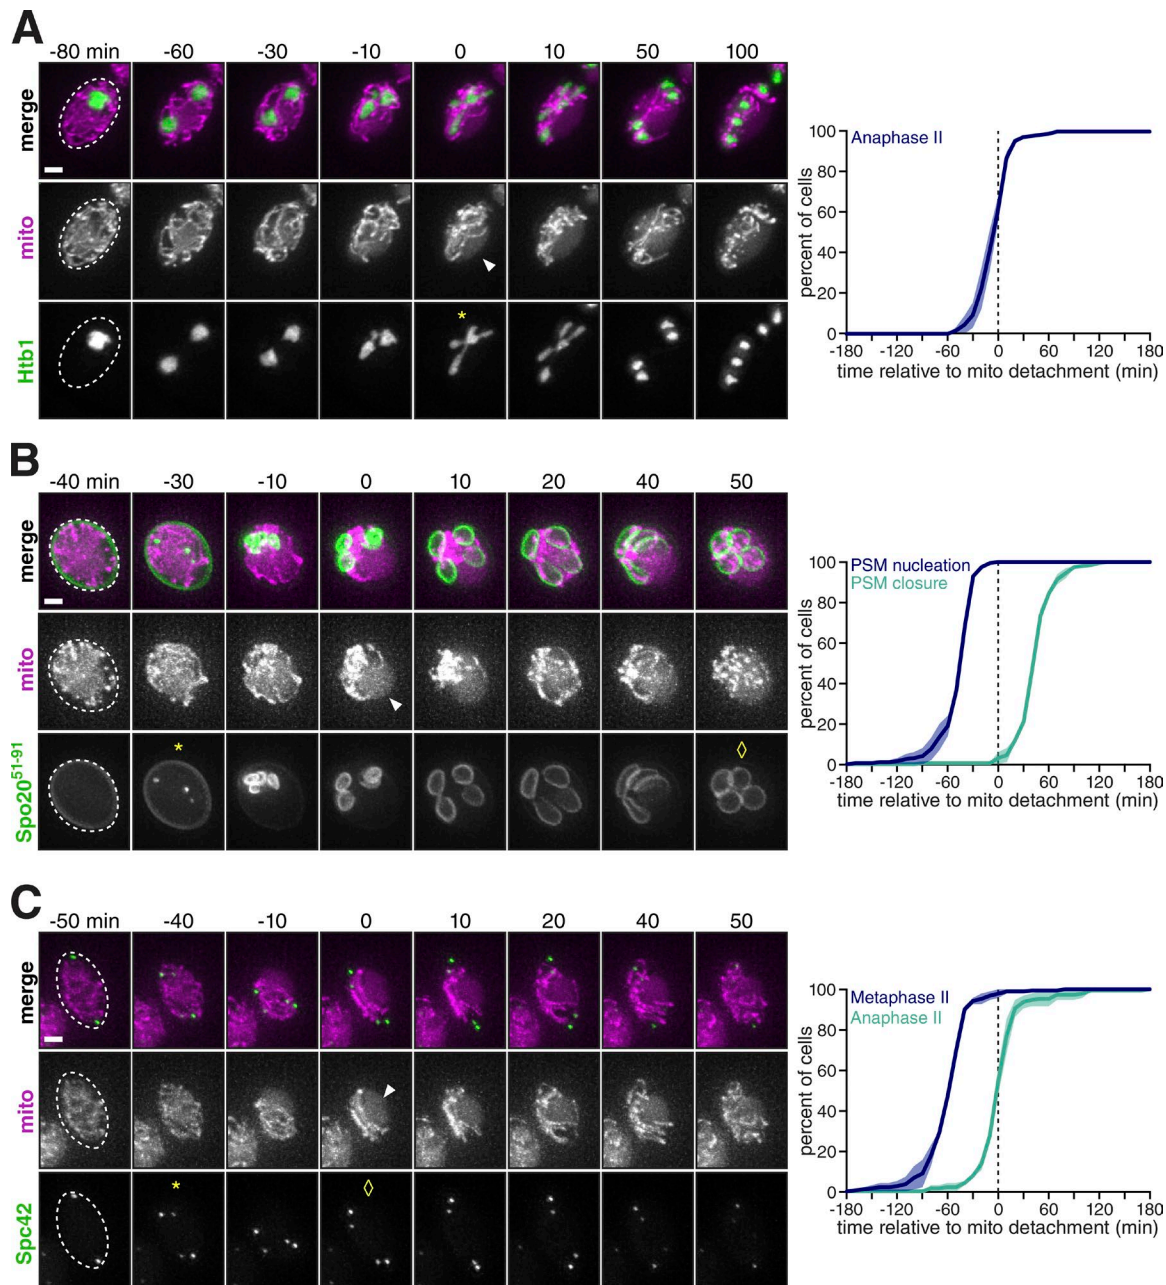 A
-80 min -60 -30 -10 0 10 50 100
merge
mito
Htb1
*
Anaphase II
percent of cells
100
80
60
40
20
0
-180 -120 -60 0 60 120 180
time relative to mito detachment (min)
B
-40 min -30 -10 0 10 20 40 50
merge
mito
Spo20 51-91
* ◊
PSM nucleation
PSM closure
percent of cells
100
80
60
40
20
0
-180 -120 -60 0 60 120 180
time relative to mito detachment (min)
C
-50 min -40 -10 0 10 20 40 50
merge
mito
Spc42
* ◊
Metaphase II
Anaphase II
percent of cells
100
80
60
40
20
0
-180 -120 -60 0 60 120 180
time relative to mito detachment (min)